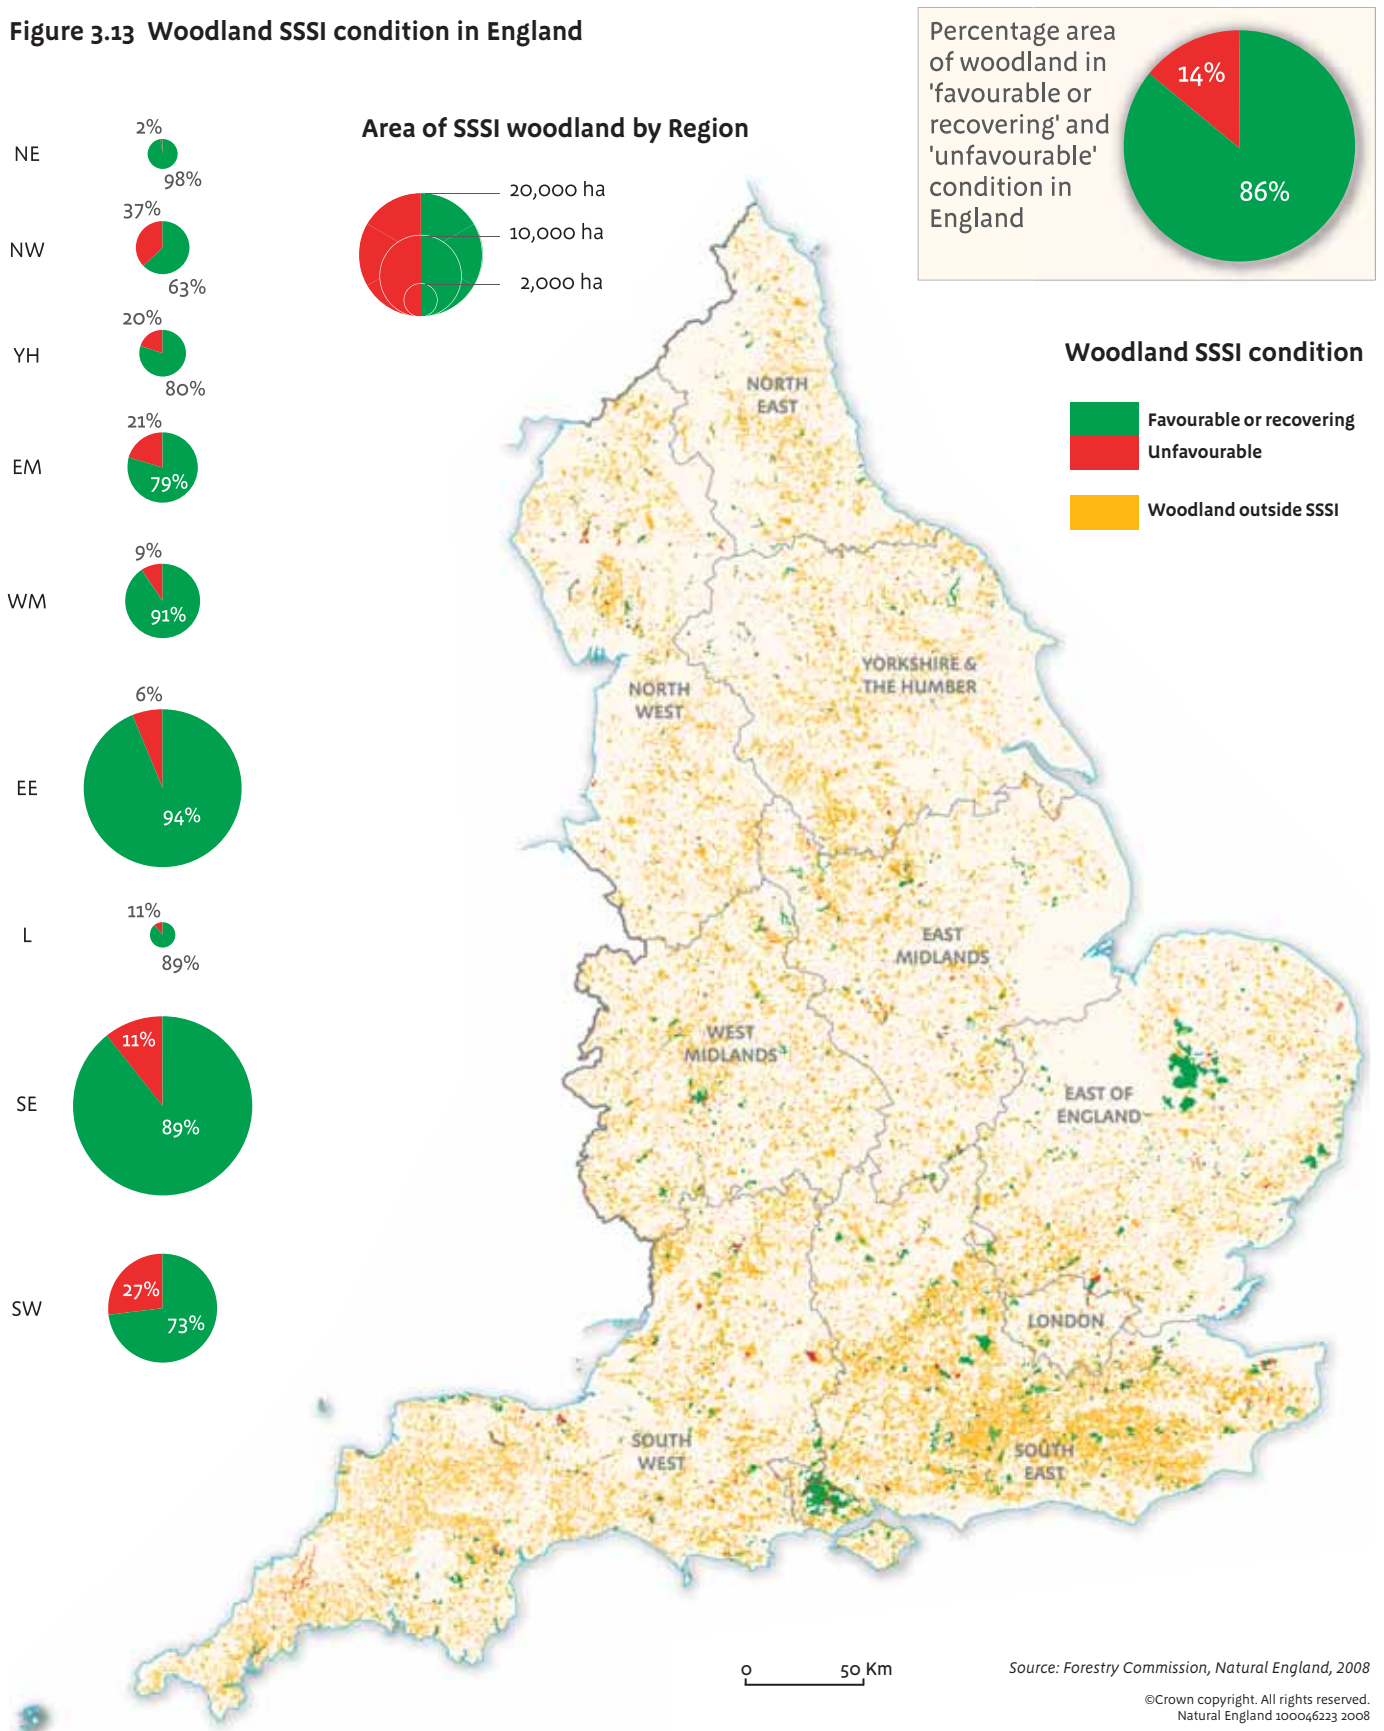 Figure 3.13 Woodland SSSI condition in England
Percentage area
of woodland in
'favourable or
recovering' and
'unfavourable'
condition in
England
14%
86%
Area of SSSI woodland by Region
20,000 ha
10,000 ha
2,000 ha
NE
2%
98%
NW
37%
63%
YH
20%
80%
EM
21%
79%
WM
9%
91%
EE
6%
94%
L
11%
89%
SE
11%
89%
SW
27%
73%
Woodland SSSI condition
Favourable or recovering
Unfavourable
Woodland outside SSSI
NORTH
EAST
YORKSHIRE &
THE HUMBER
NORTH
WEST
EAST
MIDLANDS
WEST
MIDLANDS
EAST OF
ENGLAND
LONDON
SOUTH
WEST
SOUTH
EAST
0 50 Km
Source: Forestry Commission, Natural England, 2008
©Crown copyright. All rights reserved.
Natural England 100046223 2008